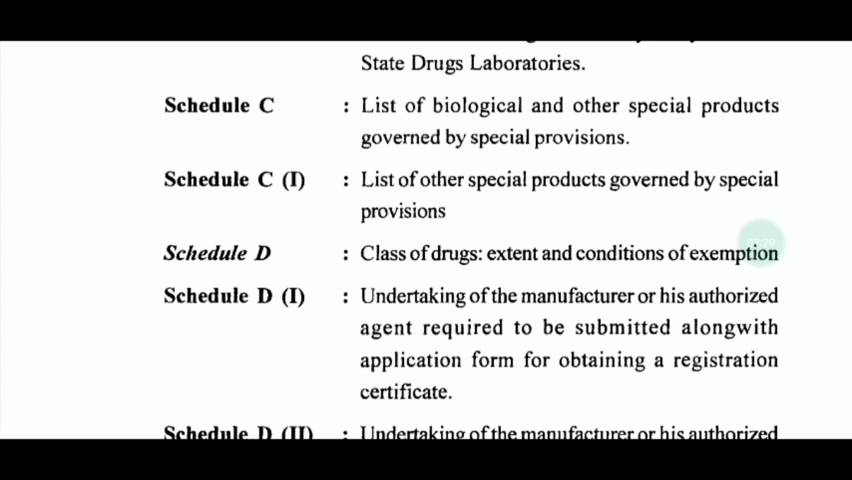 State Drugs Laboratories.
Schedule C : List of biological and other special products
governed by special provisions.
Schedule C (I) : List of other special products governed by special
provisions
Schedule D : Class of drugs: extent and conditions of exemption
Schedule D (I) : Undertaking of the manufacturer or his authorized
agent required to be submitted alongwith
application form for obtaining a registration
certificate.
Schedule D (II) : Undertaking of the manufacturer or his authorized